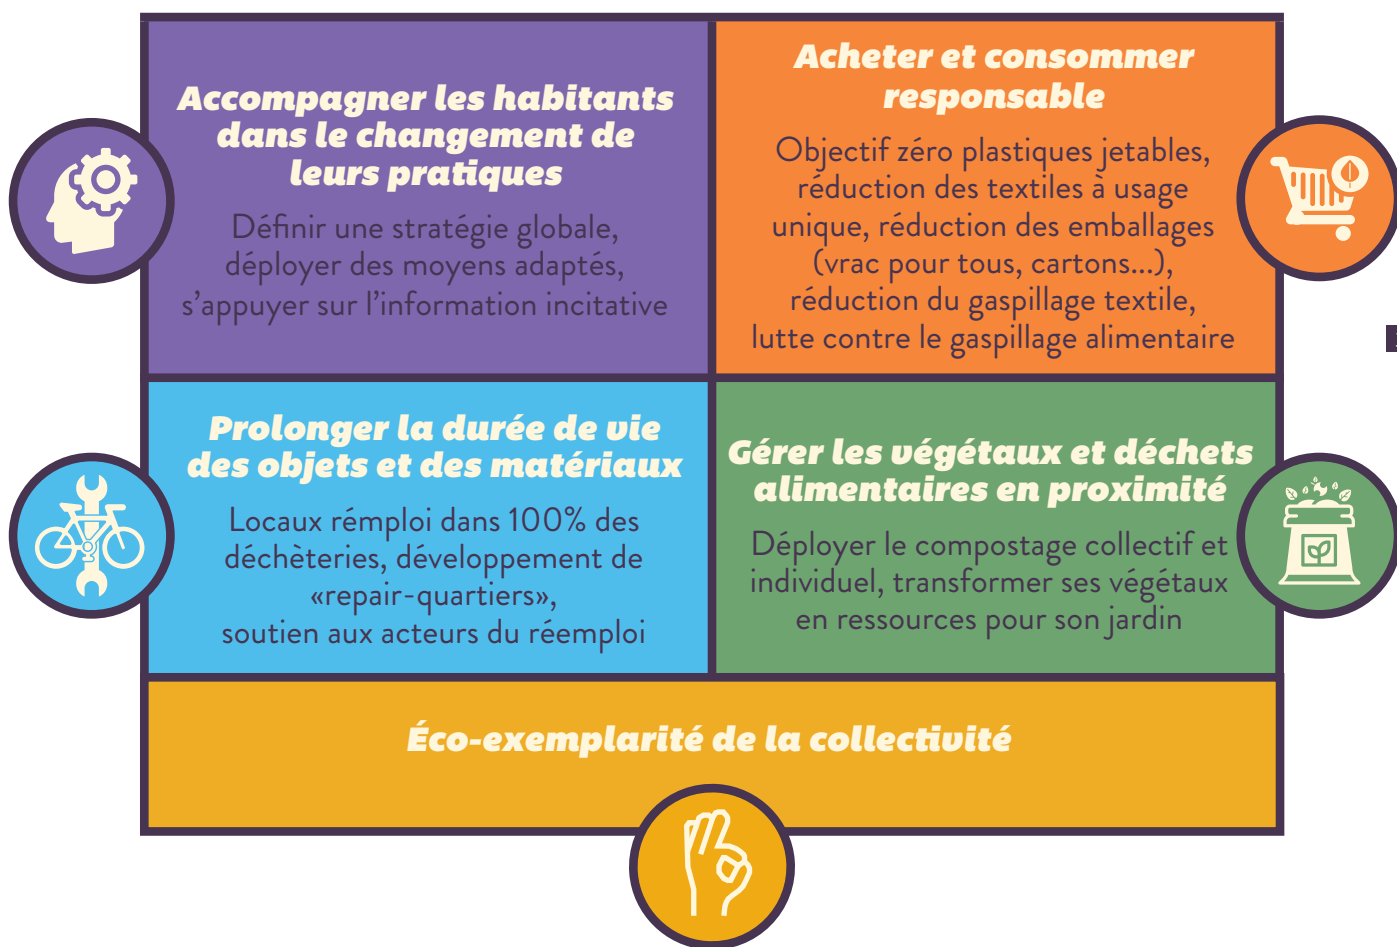 Accompagner les habitants
dans le changement de
leurs pratiques
Définir une stratégie globale,
déployer des moyens adaptés,
s'appuyer sur l'information incitative
Acheter et consommer
responsable
Objectif zéro plastiques jetables,
réduction des textiles à usage
unique, réduction des emballages
(vrac pour tous, cartons...),
réduction du gaspillage textile,
lutte contre le gaspillage alimentaire
Prolonger la durée de vie
des objets et des matériaux
Locaux rémploi dans 100% des
déchèteries, développement de
«repair-quartiers»,
soutien aux acteurs du réemploi
Gérer les végétaux et déchets
alimentaires en proximité
Déployer le compostage collectif et
individuel, transformer ses végétaux
en ressources pour son jardin
Éco-exemplarité de la collectivité